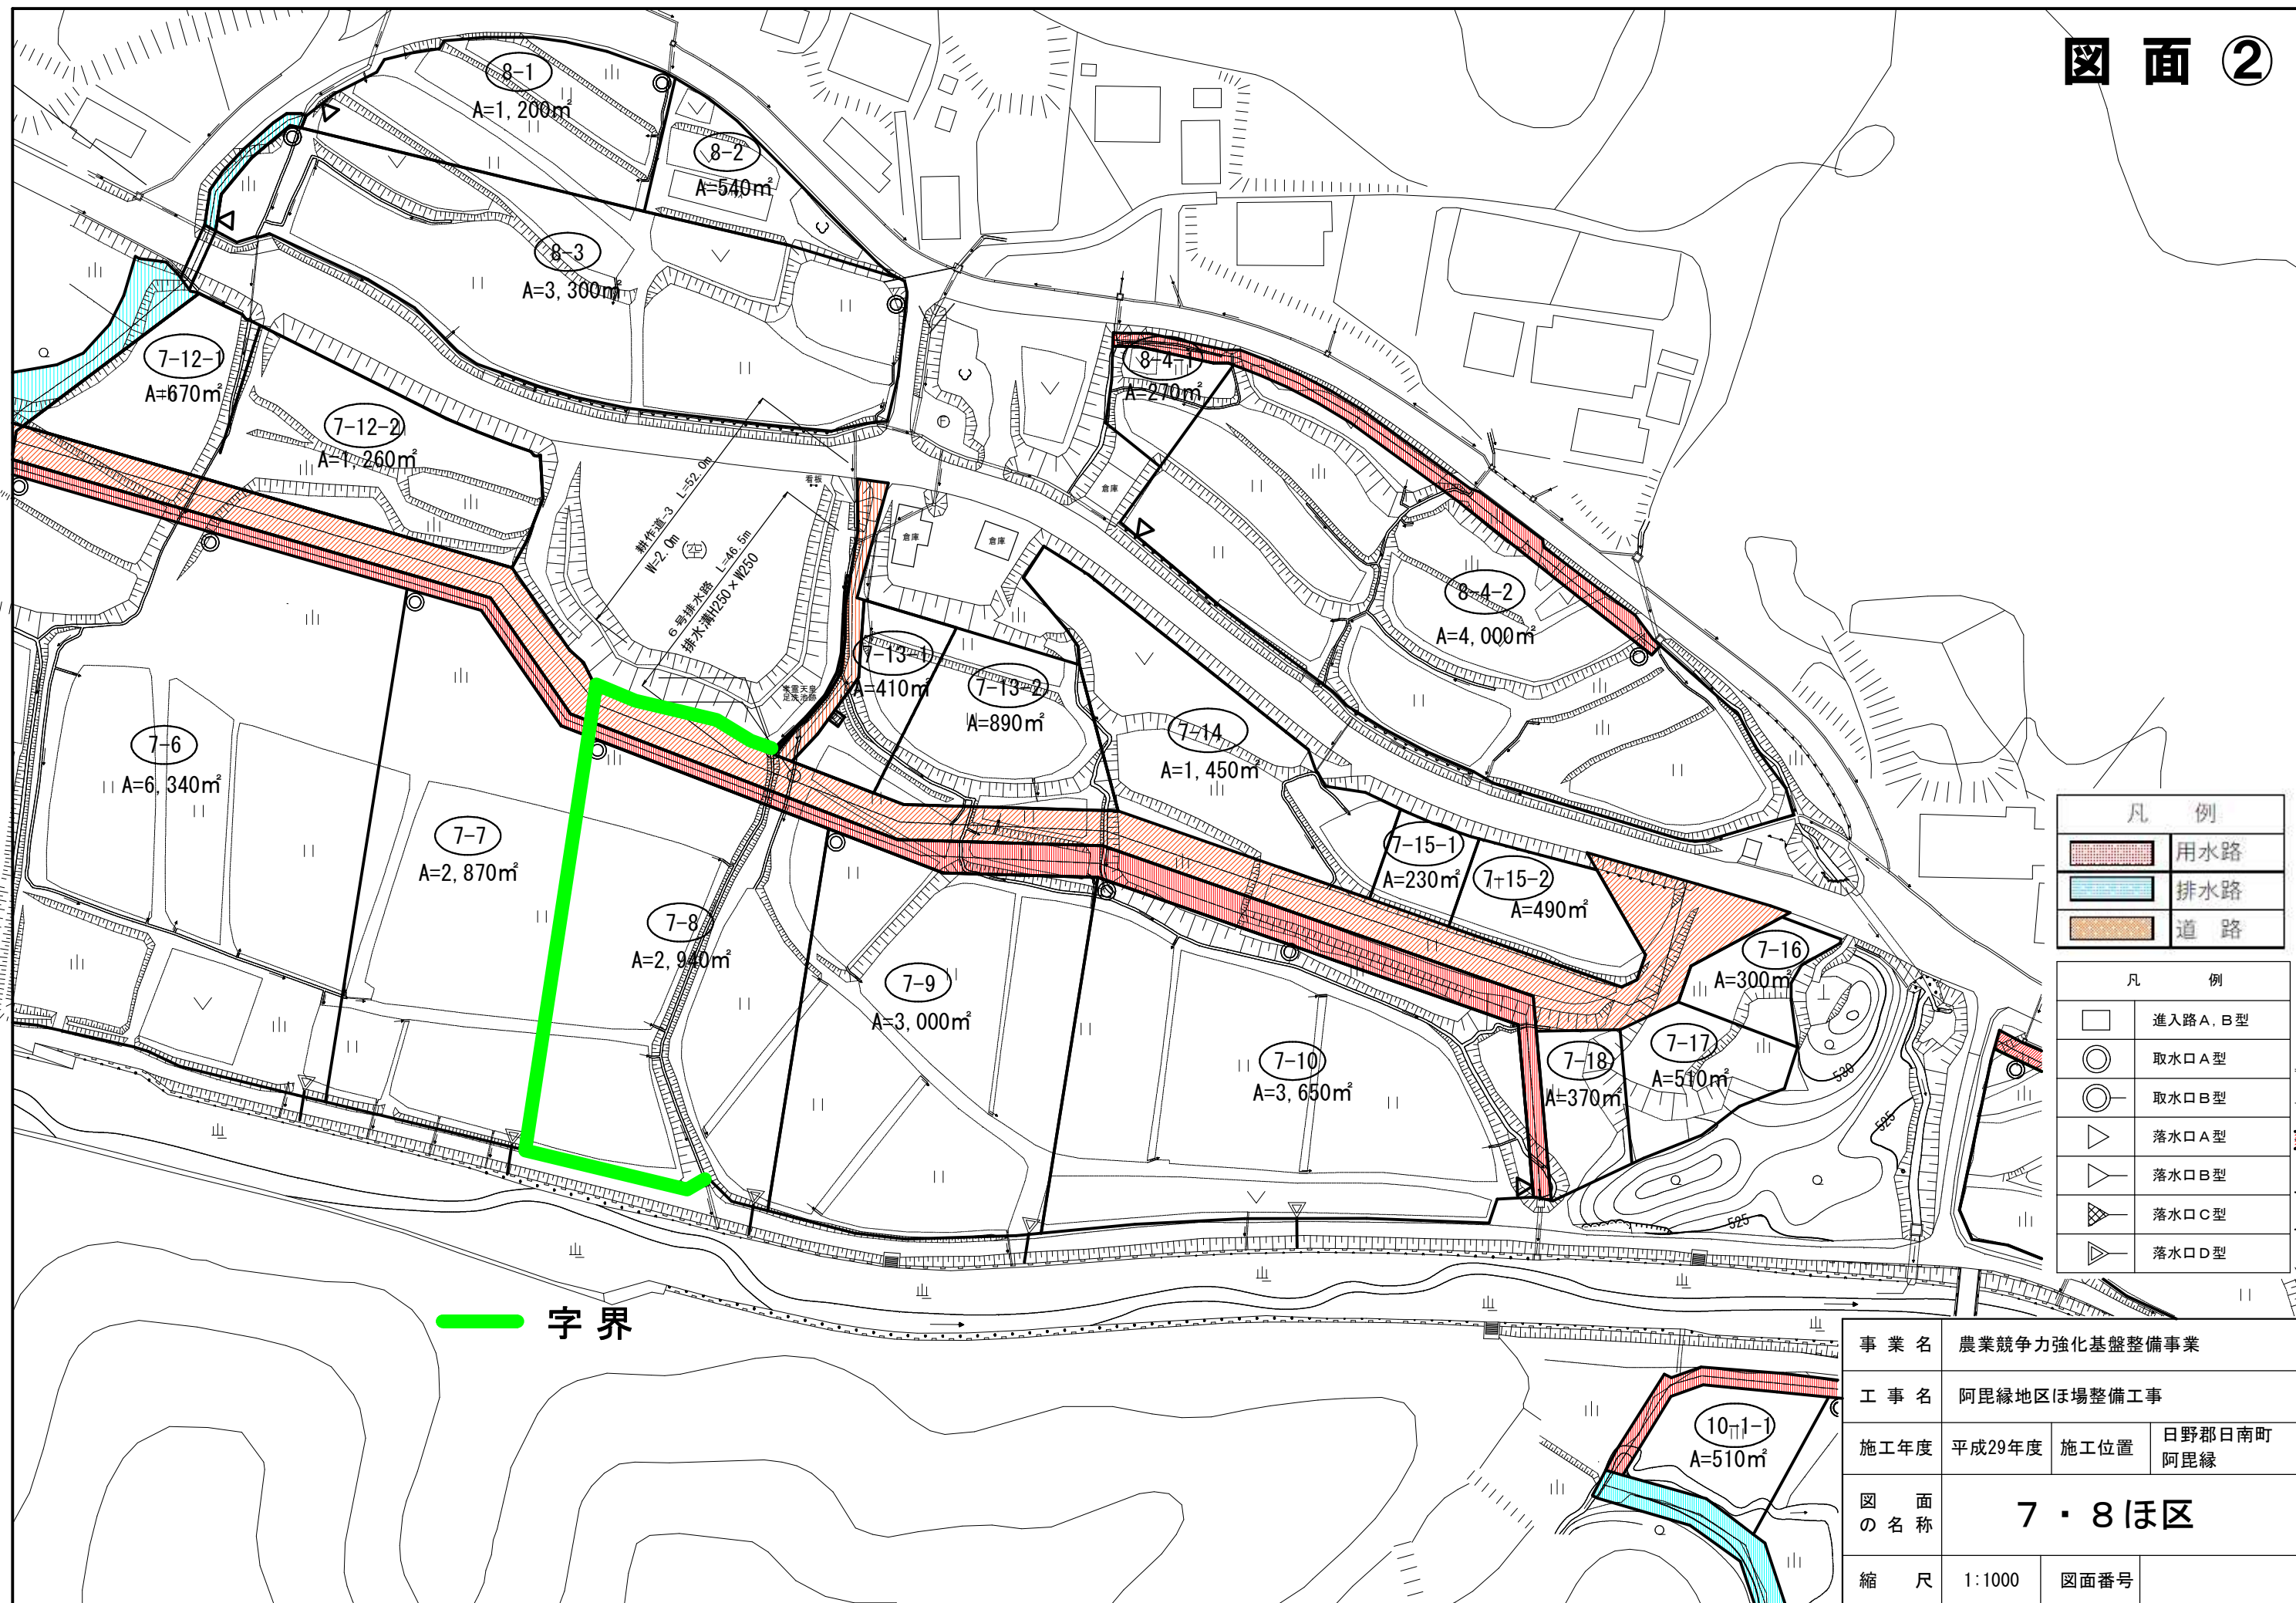 図 面 ②
8-1
A=1,200㎡
8-2
A=540㎡
8-3
A=3,300㎡
7-12-1
A=670㎡
7-12-2
A=1,260㎡
8-4-1
A=270㎡
8-4-2
A=4,000㎡
耕作道-3 L=52.0m
W=2.0m
6号排水路 L=46.5m
排水溝H250×W250
看板
倉庫
倉庫
倉庫
7-13-1
A=410㎡
7-13-2
A=890㎡
7-14
A=1,450㎡
7-15-1
A=230㎡
7-15-2
A=490㎡
7-16
A=300㎡
7-17
A=510㎡
7-18
A=370㎡
7-6
A=6,340㎡
7-7
A=2,870㎡
7-8
A=2,940㎡
7-9
A=3,000㎡
7-10
A=3,650㎡
530
525
525
10-1-1
A=510㎡
字 界
凡 例
用水路
排水路
道 路
凡 例
進入路A,B型
取水口A型
取水口B型
落水口A型
落水口B型
落水口C型
落水口D型
事 業 名 農業競争力強化基盤整備事業
工 事 名 阿毘縁地区ほ場整備工事
施工年度 平成29年度 施工位置 日野郡日南町
阿毘縁
図 面
の 名 称
7・8ほ区
縮 尺 1:1000 図面番号